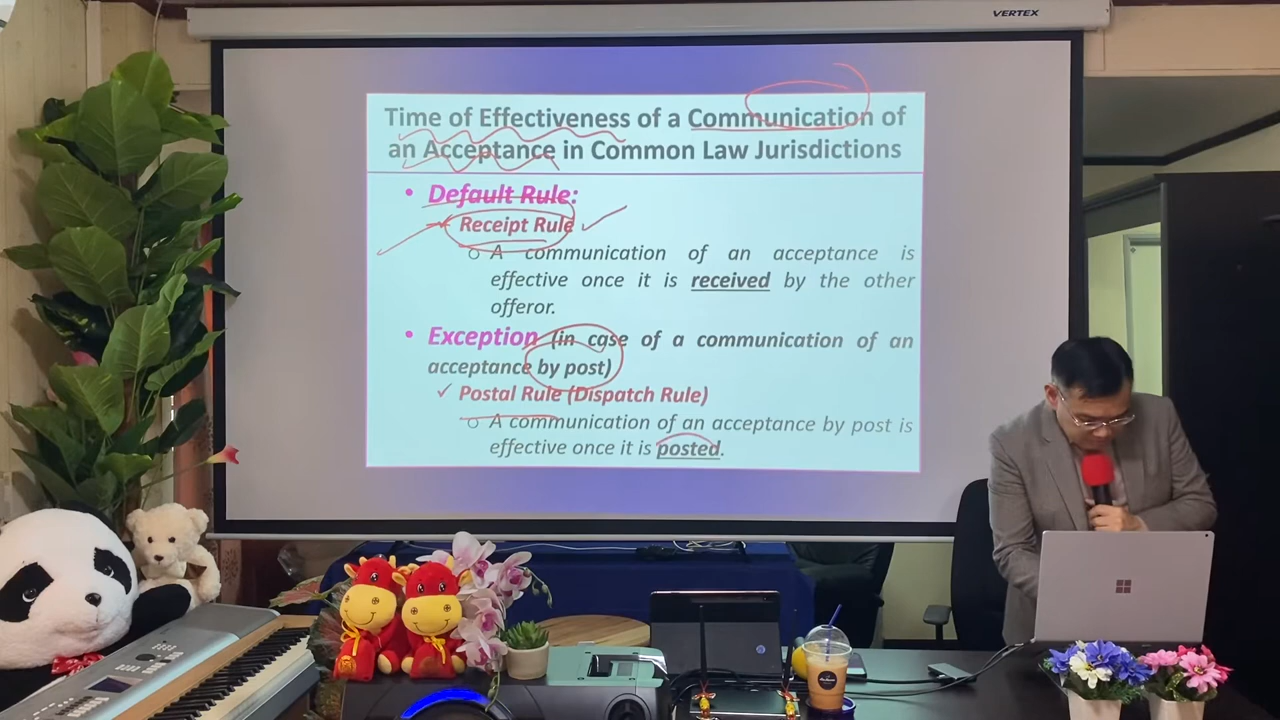 VERTEX
Time of Effectiveness of a Communication of
an Acceptance in Common Law Jurisdictions
• Default Rule:
Receipt Rule
o A communication of an acceptance is
effective once it is received by the other
offeror.
• Exception (in case of a communication of an
acceptance by post)
✓ Postal Rule (Dispatch Rule)
o A communication of an acceptance by post is
effective once it is posted.